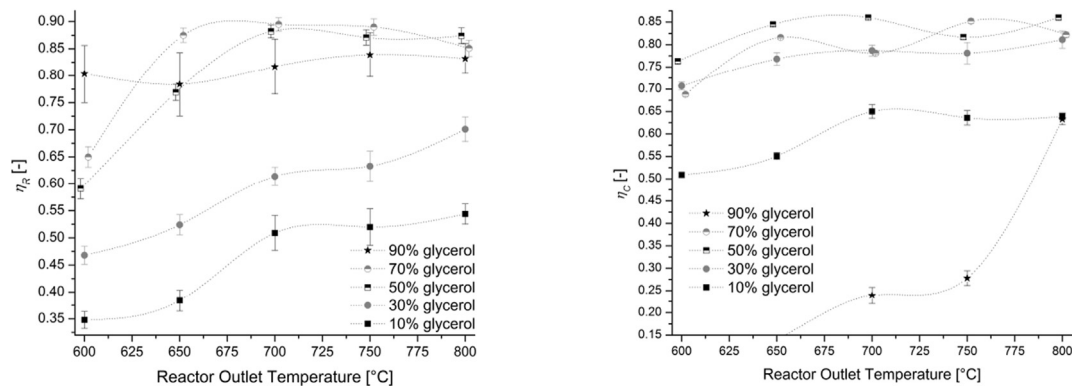 0.90
0.85
0.80
0.75
0.70
0.65
0.60
0.55
0.50
0.45
0.40
0.35
η_R [-]
90% glycerol
70% glycerol
50% glycerol
30% glycerol
10% glycerol
600 625 650 675 700 725 750 775 800
Reactor Outlet Temperature [°C]
0.85
0.80
0.75
0.70
0.65
0.60
0.55
0.50
0.45
0.40
0.35
0.30
0.25
0.20
0.15
η_C [-]
90% glycerol
70% glycerol
50% glycerol
30% glycerol
10% glycerol
600 625 650 675 700 725 750 775 800
Reactor Outlet Temperature [°C]